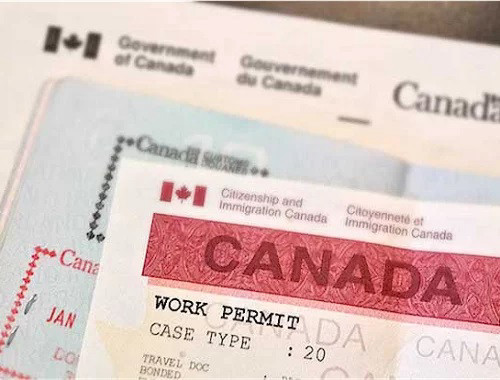 Government
of Canada
Gouvernement
du Canada
Canada
Canada
Citizenship and
Immigration Canada
Citoyenneté et
Immigration Canada
CANADA
Cana
JAN
WORK PERMIT
CASE TYPE : 20
CANADA
CANADA
TRAVEL DOC
BONDED